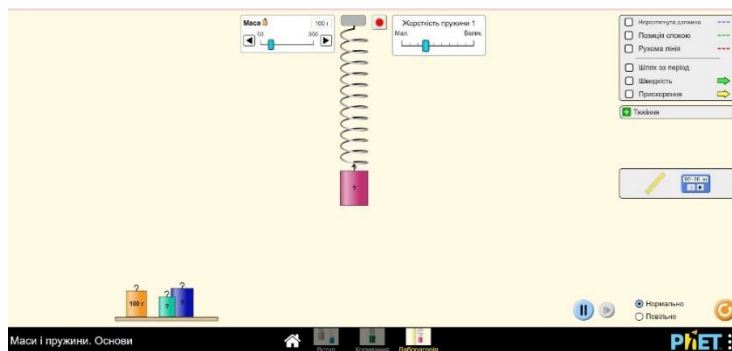 Маса 100 г
50 300
Жорсткість пружини 1
Мал. Велик.
Нерозтягнута довжина
Позиція спокою
Рухома лінія
Шлях за період
Швидкість
Прискорення
Тяжіння
?
100 г ? ?
Нормально
Повільно
Маси і пружини. Основи
Вступ Коливання Лабораторія
PhET